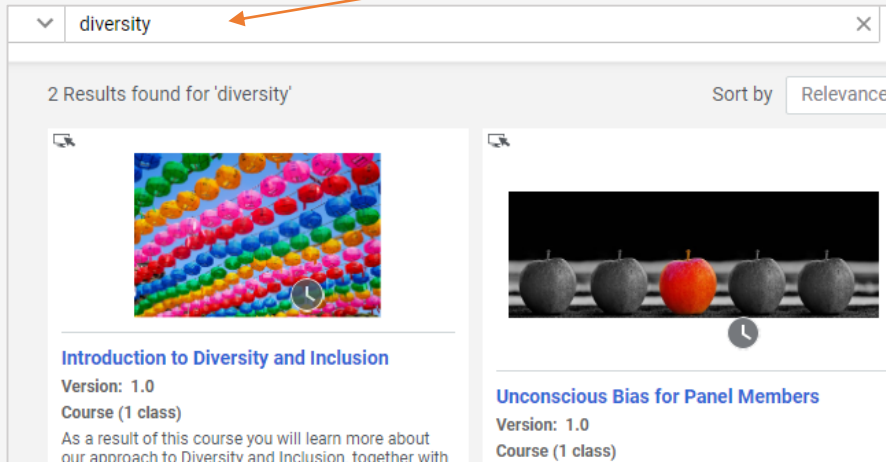 diversity
2 Results found for 'diversity'
Sort by Relevance
Introduction to Diversity and Inclusion
Version: 1.0
Course (1 class)
As a result of this course you will learn more about
our approach to Diversity and Inclusion, together with
Unconscious Bias for Panel Members
Version: 1.0
Course (1 class)